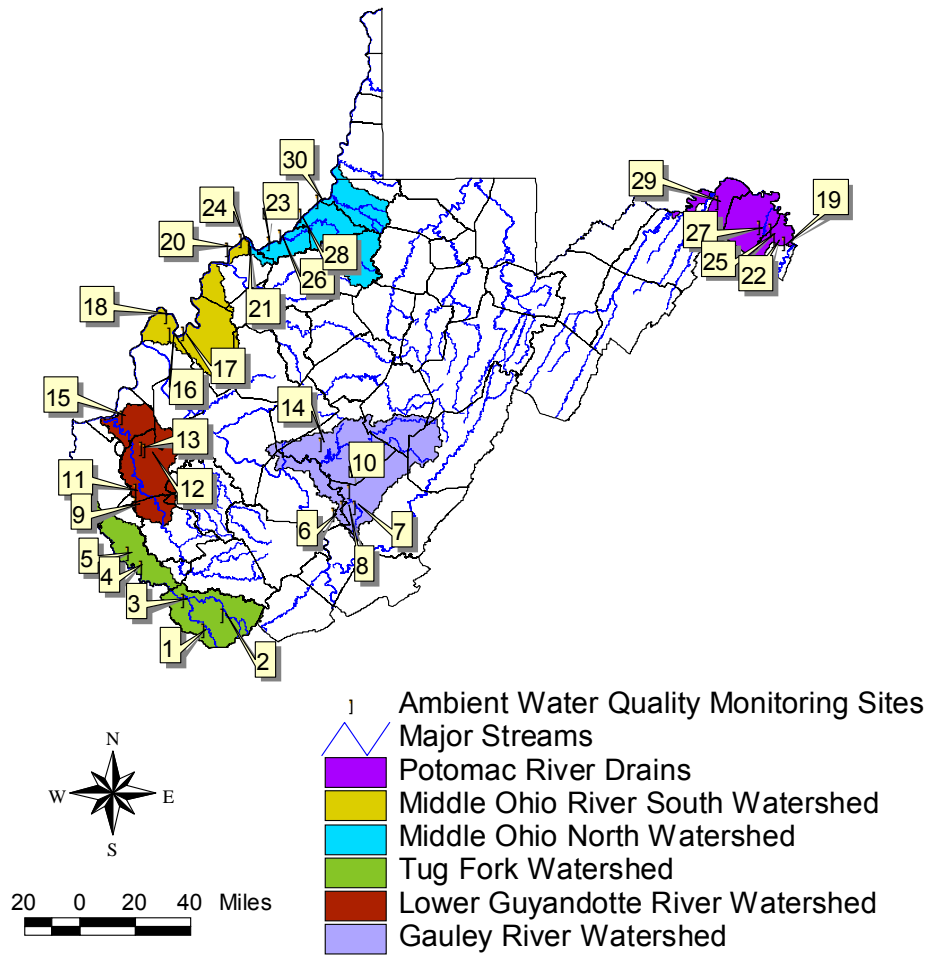 30
29
19
24
23
20
27
28
25
26
22
21
18
17
16
14
15
13
10
11
12
9
6
7
5
8
4
3
1
2
] Ambient Water Quality Monitoring Sites
Major Streams
Potomac River Drains
Middle Ohio River South Watershed
Middle Ohio North Watershed
Tug Fork Watershed
Lower Guyandotte River Watershed
Gauley River Watershed
N
W E
S
20 0 20 40 Miles